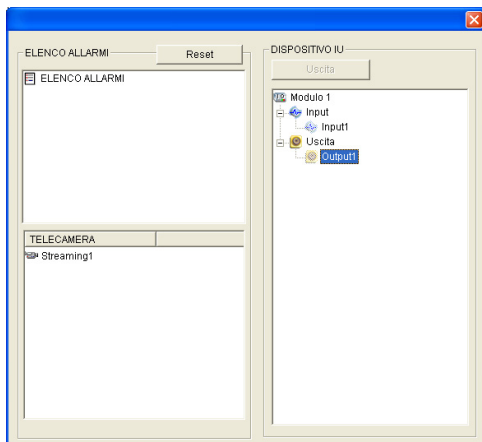 ELENCO ALLARMI
Reset
ELENCO ALLARMI
TELECAMERA
Streaming1
DISPOSITIVO IU
Uscita
Modulo 1
Input
Input1
Uscita
Output1